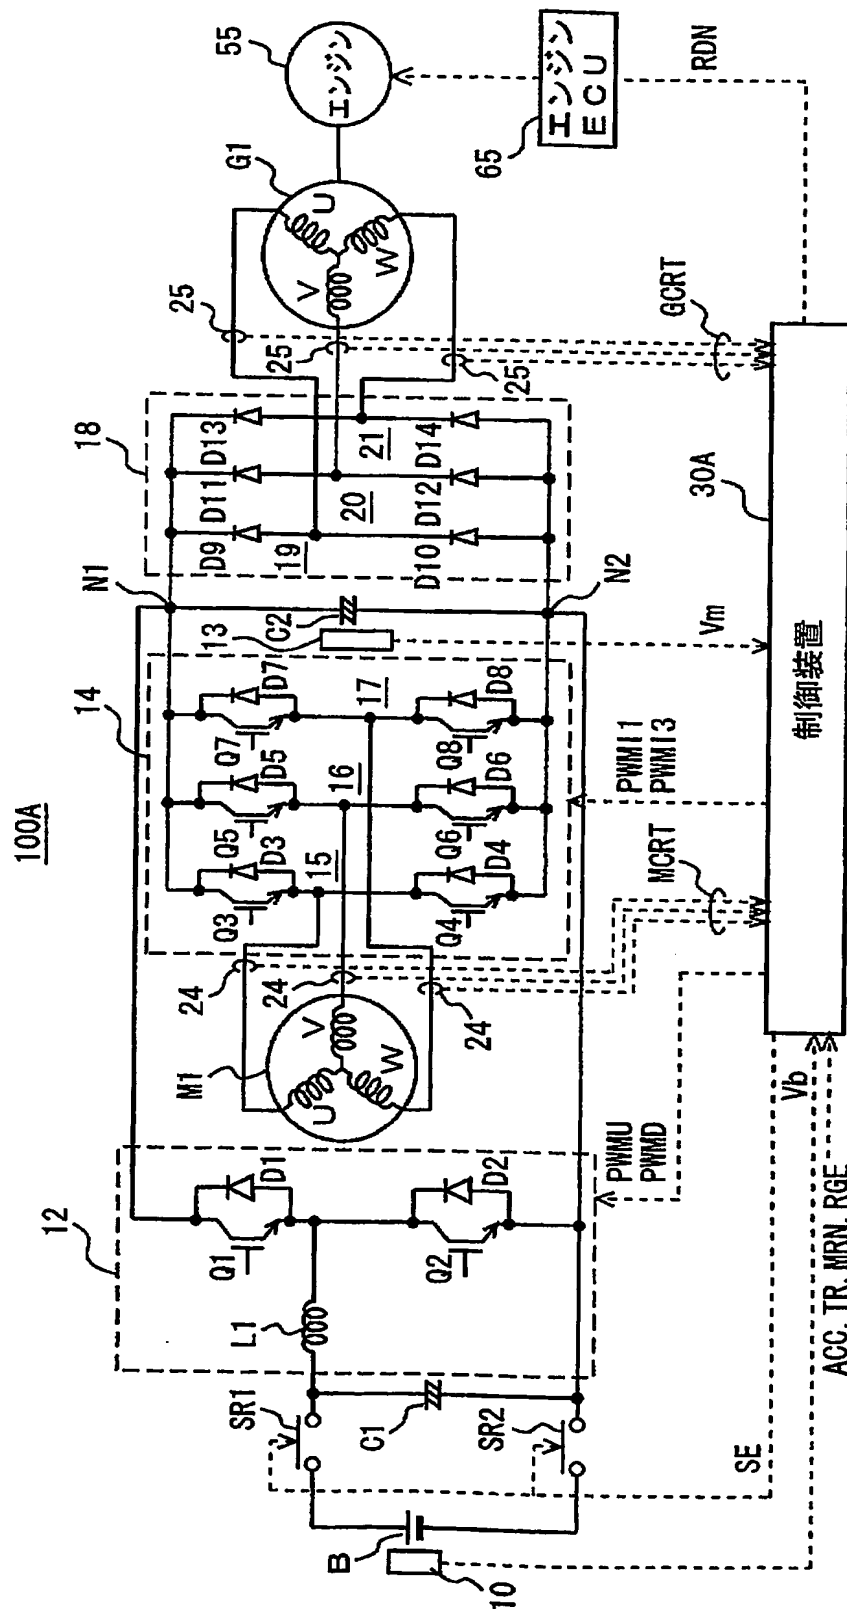 100A
12
L1
Q1
D1
Q2
D2
SR1
C1
SR2
B
10
SE
ACC, TR, MRN, RGE
Vb
PWMU
PWMD
M1
U
V
W
24
24
24
MCRT
14
Q3
D3
15
Q4
D4
Q5
D5
16
Q6
D6
Q7
D7
17
Q8
D8
PWMI1
PWMI3
13
C2
Vm
N1
N2
18
D9
19
D10
D11
20
D12
D13
21
D14
25
25
25
GCRT
G1
U
V
W
55
エンジン
65
エンジン
ECU
RDN
30A
制御装置